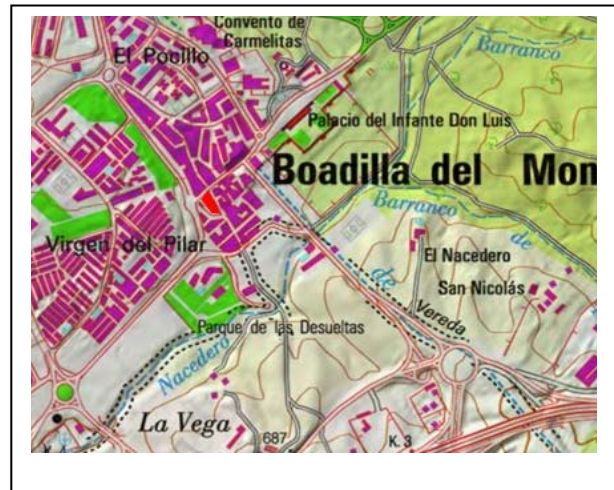 Convento de
Carmelitas
El Pocillo
Barranco
Palacio del Infante Don Luis
Boadilla del Mon
Barranco
de
Virgen del Pilar
de
El Nacedero
San Nicolás
Vereda
Parque de las Desueltas
Nacedero
La Vega
687
K. 3